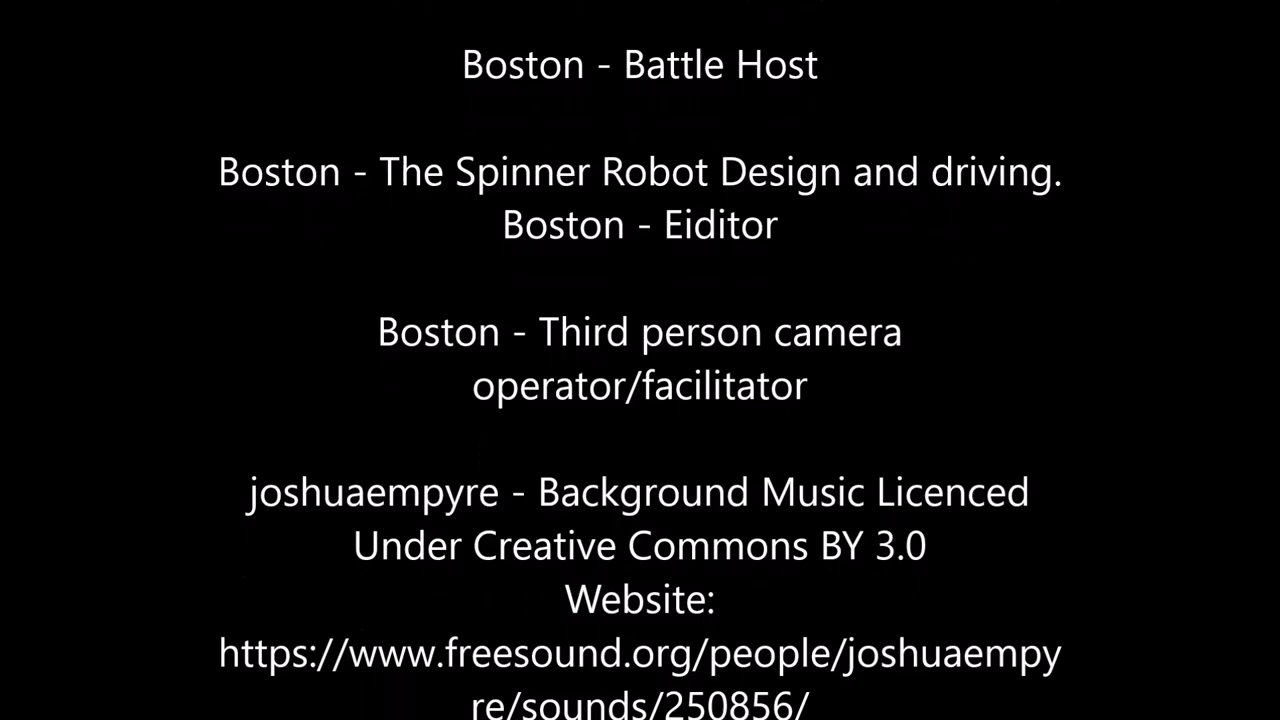 Boston - Battle Host
Boston - The Spinner Robot Design and driving.
Boston - Eiditor
Boston - Third person camera
operator/facilitator
joshuaempyre - Background Music Licenced
Under Creative Commons BY 3.0
Website:
https://www.freesound.org/people/joshuaempy
re/sounds/250856/